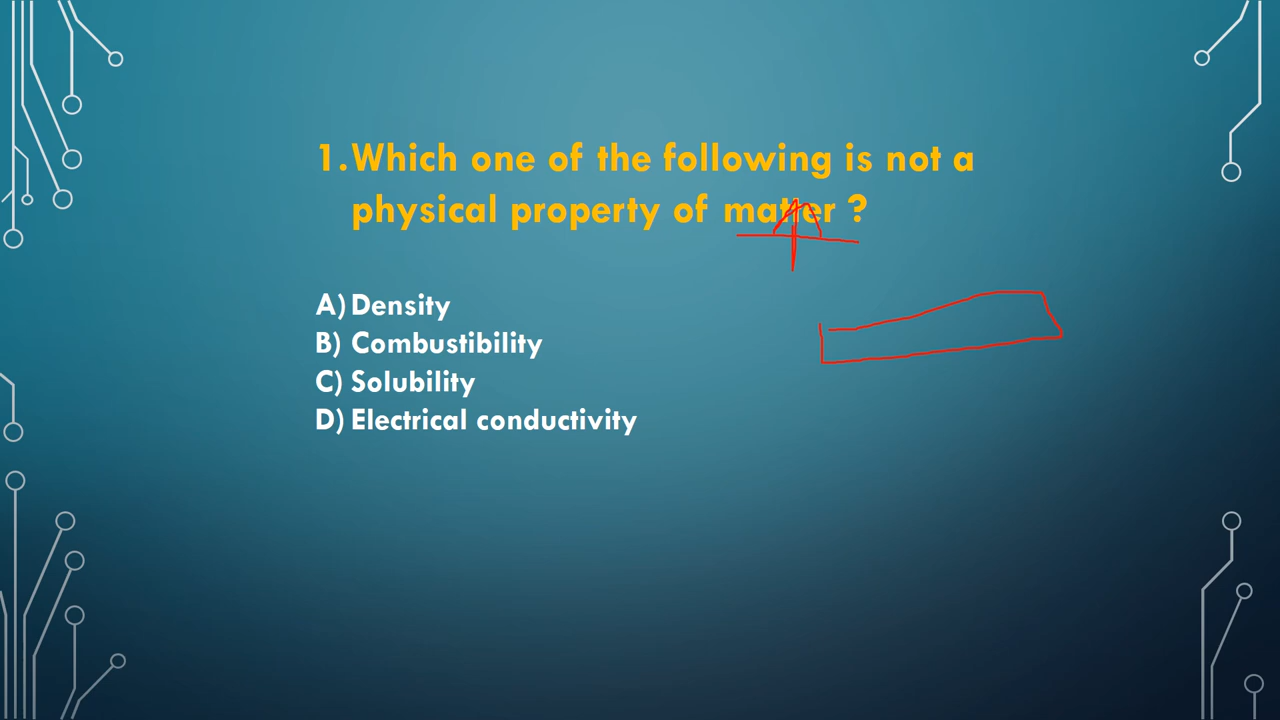 1.Which one of the following is not a
physical property of matter ?
A) Density
B) Combustibility
C) Solubility
D) Electrical conductivity